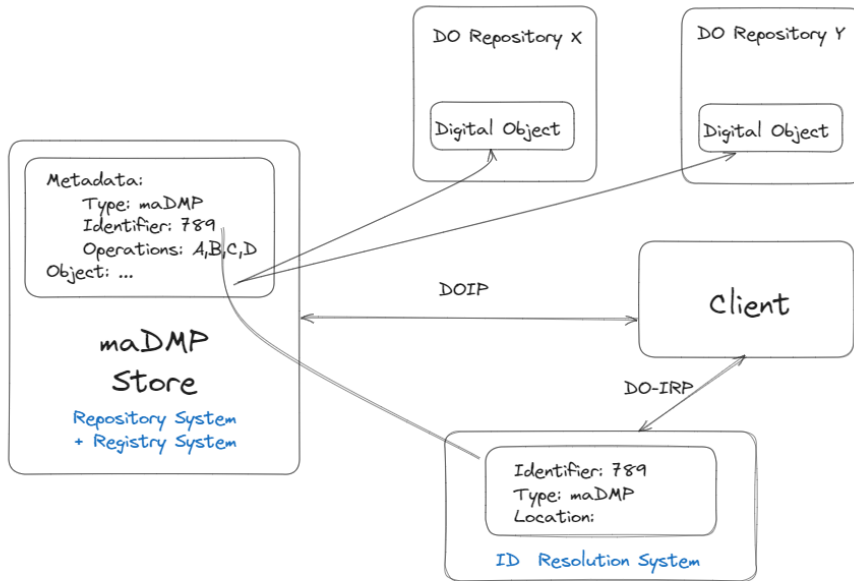 DO Repository X
Digital Object
DO Repository Y
Digital Object
Metadata:
Type: maDMP
Identifier: 789
Operations: A,B,C,D
Object: ...
maDMP
Store
Repository System
+ Registry System
DOIP
Client
DO-IRP
Identifier: 789
Type: maDMP
Location:
ID Resolution System